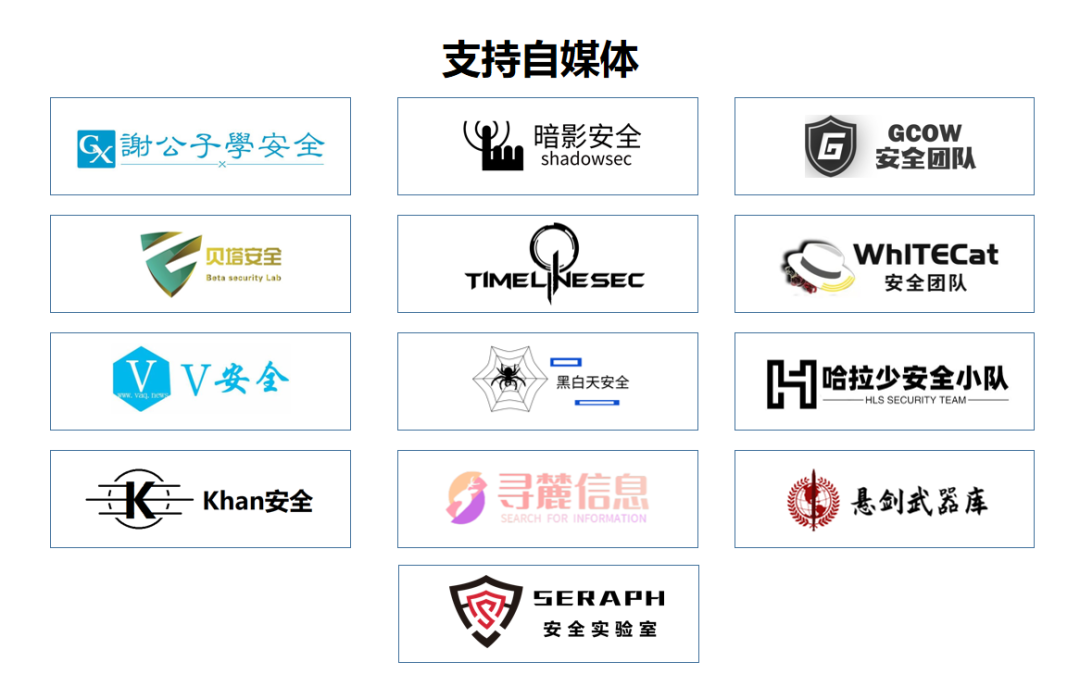 支持自媒体
GX 謝公子學安全
暗影安全
shadowsec
G GCOW
安全团队
贝塔安全
Beta security Lab
TIMELINESEC
WhITECat
安全团队
V V安全
www.vaq.news
黑白天安全
哈拉少安全小队
HLS SECURITY TEAM
K Khan安全
寻麓信息
SEARCH FOR INFORMATION
悬剑武器库
SERAPH
安全实验室